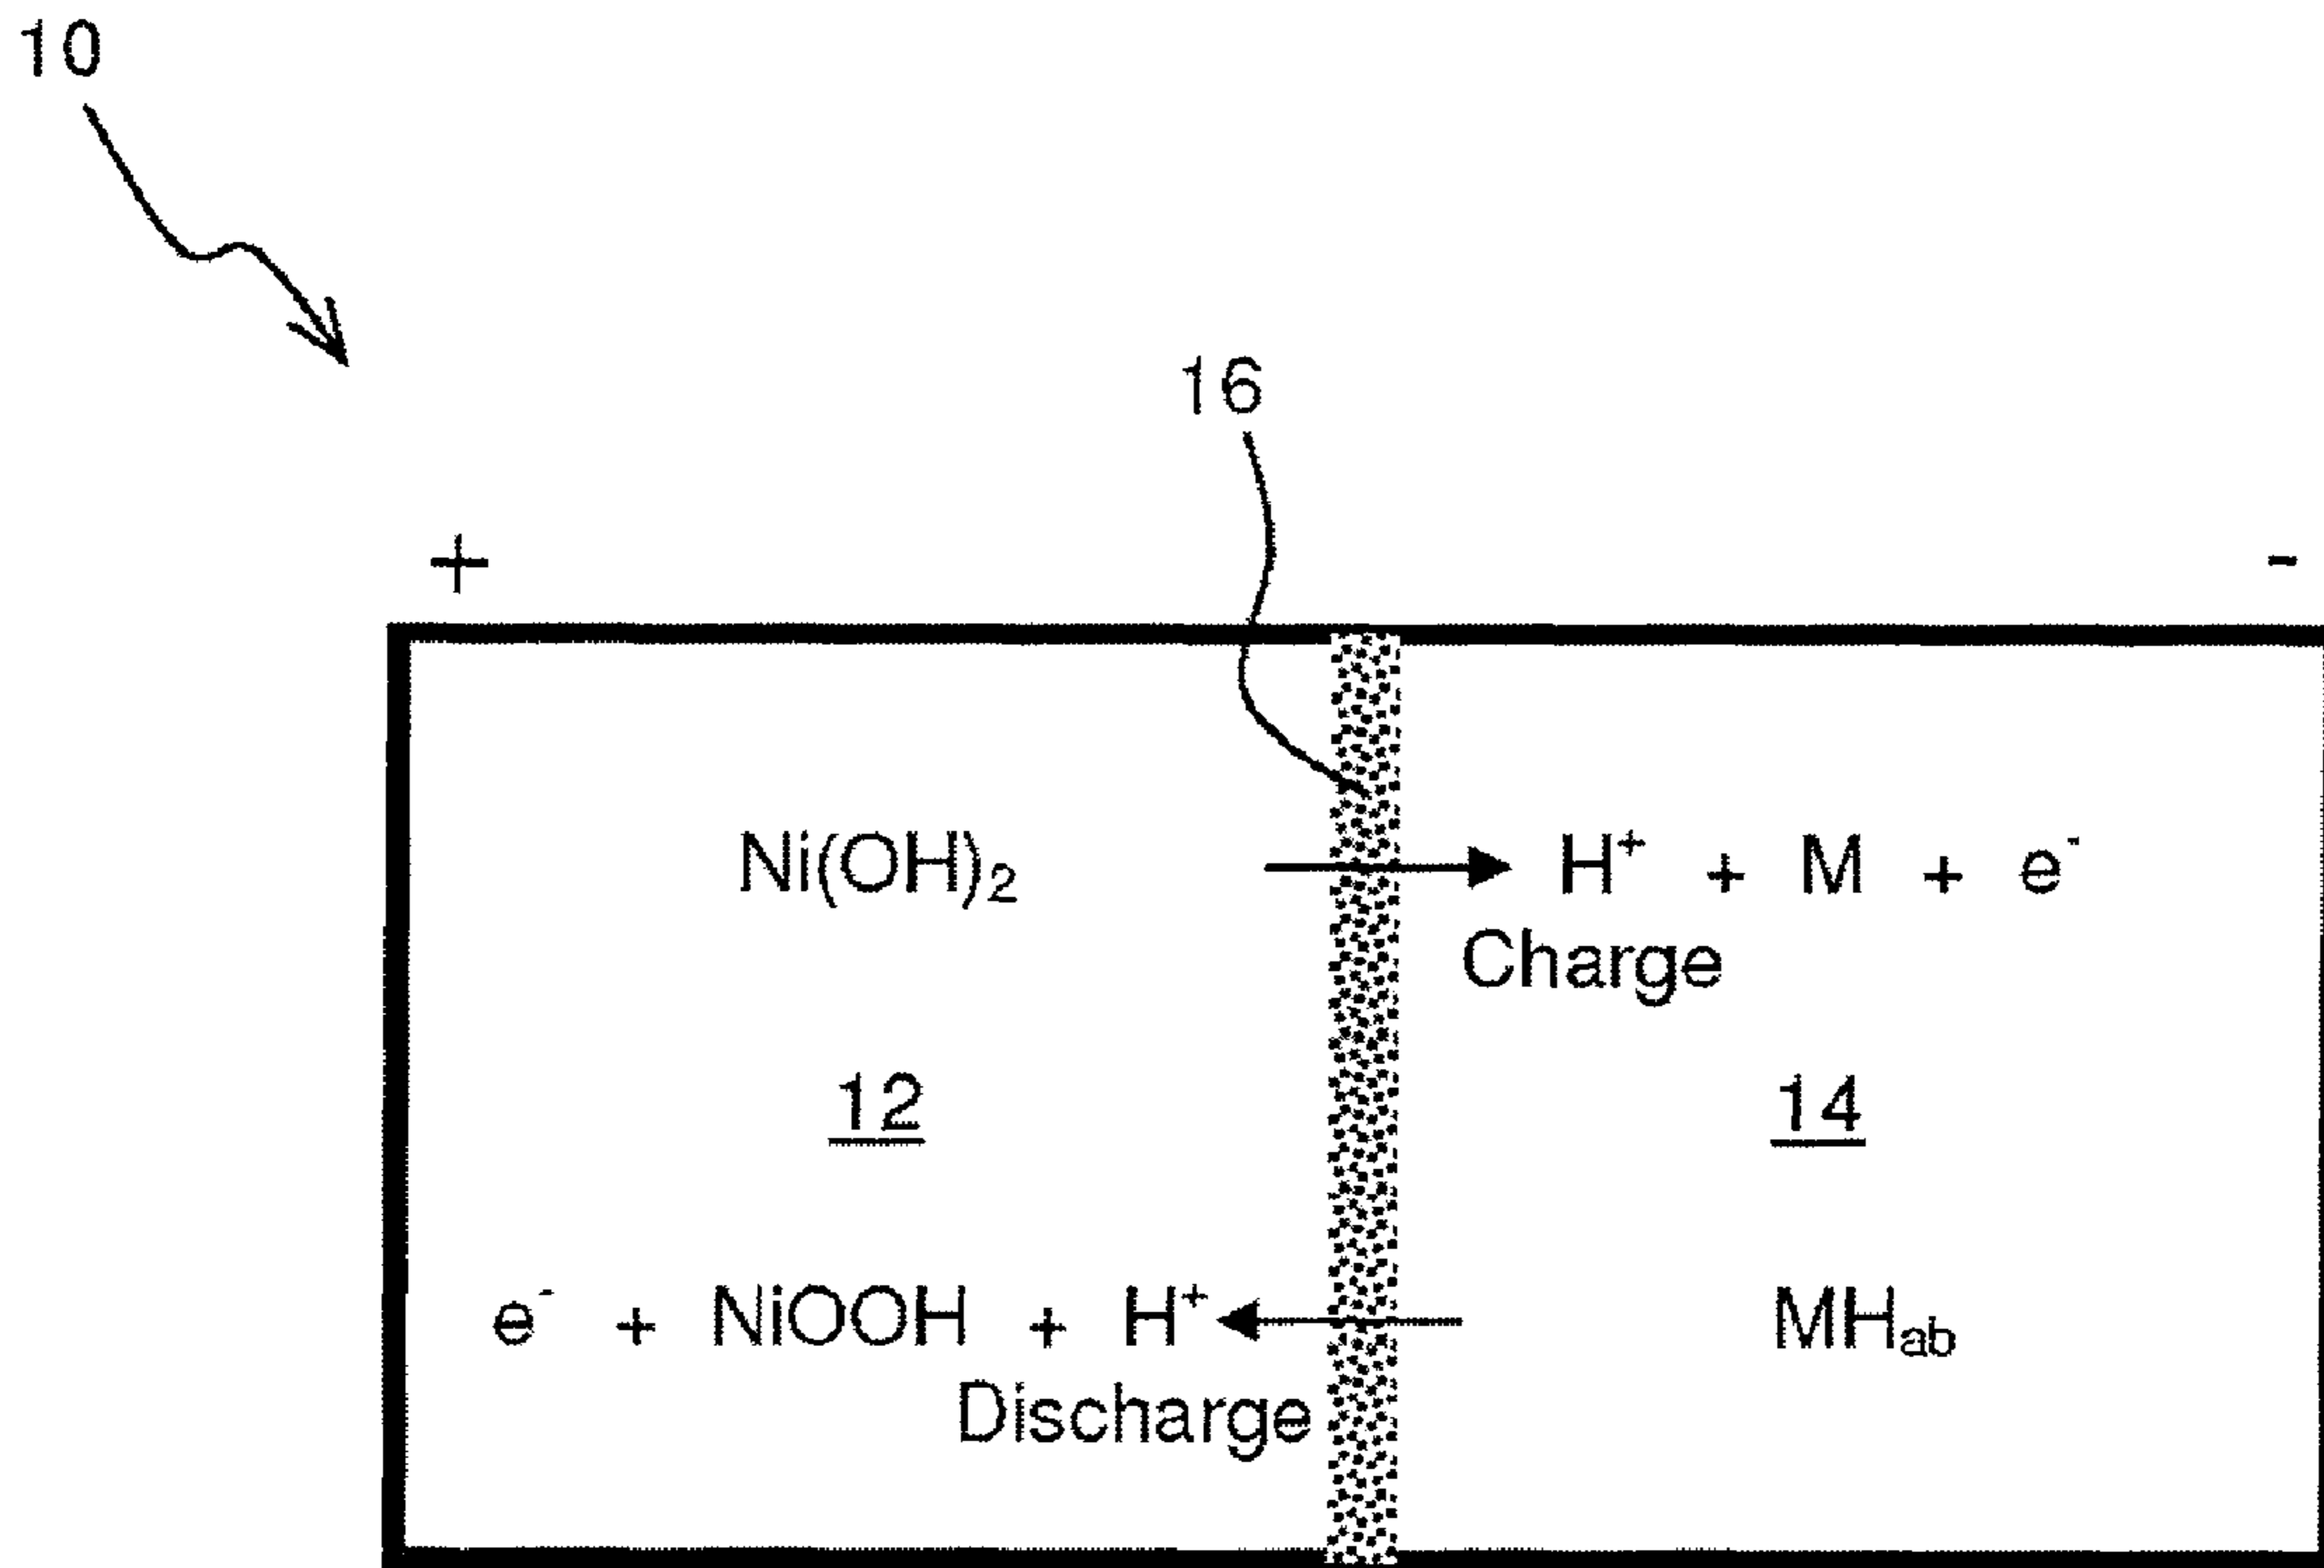 10
16
+ -
Ni(OH)₂ → H⁺ + M + e⁻
Charge
12 14
e⁻ + NiOOH + H⁺ ← MHₐb
Discharge